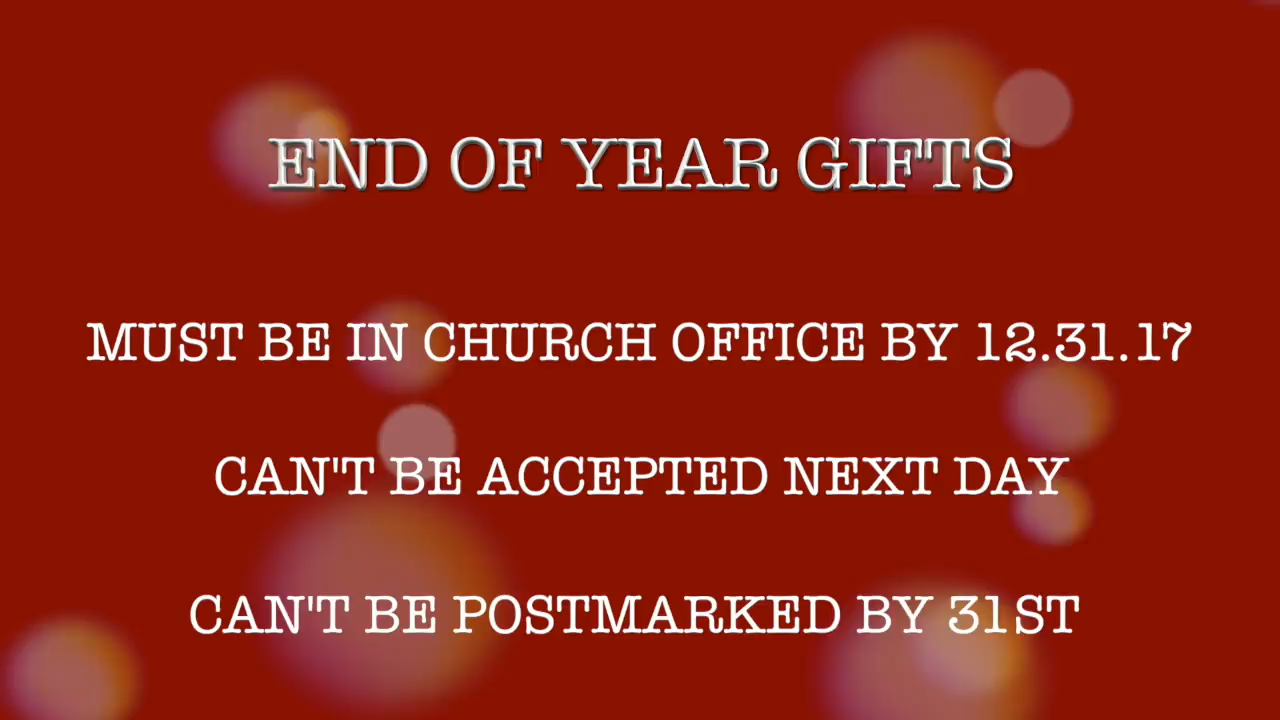 END OF YEAR GIFTS
MUST BE IN CHURCH OFFICE BY 12.31.17
CAN'T BE ACCEPTED NEXT DAY
CAN'T BE POSTMARKED BY 31ST